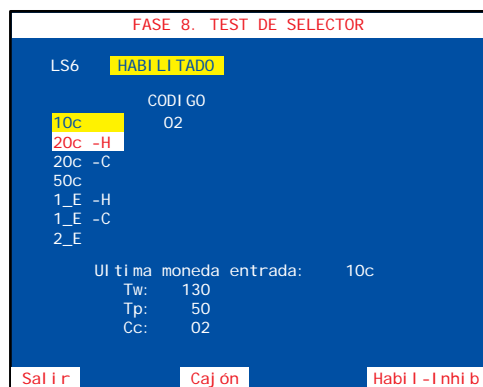 FASE 8. TEST DE SELECTOR
LS6 HABILITADO
CODIGO
10c 02
20c -H
20c -C
50c
1_E -H
1_E -C
2_E
Ultima moneda entrada: 10c
Tw: 130
Tp: 50
Cc: 02
Salir Cajón Habil-Inhib